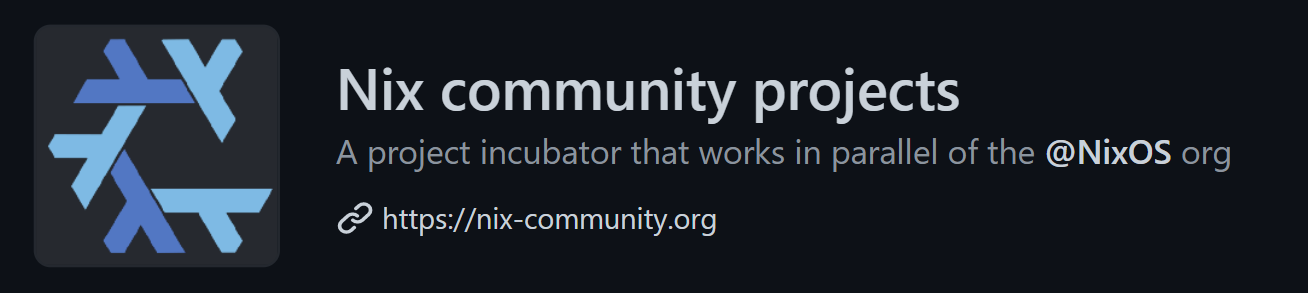 Nix community projects
A project incubator that works in parallel of the @NixOS org
https://nix-community.org